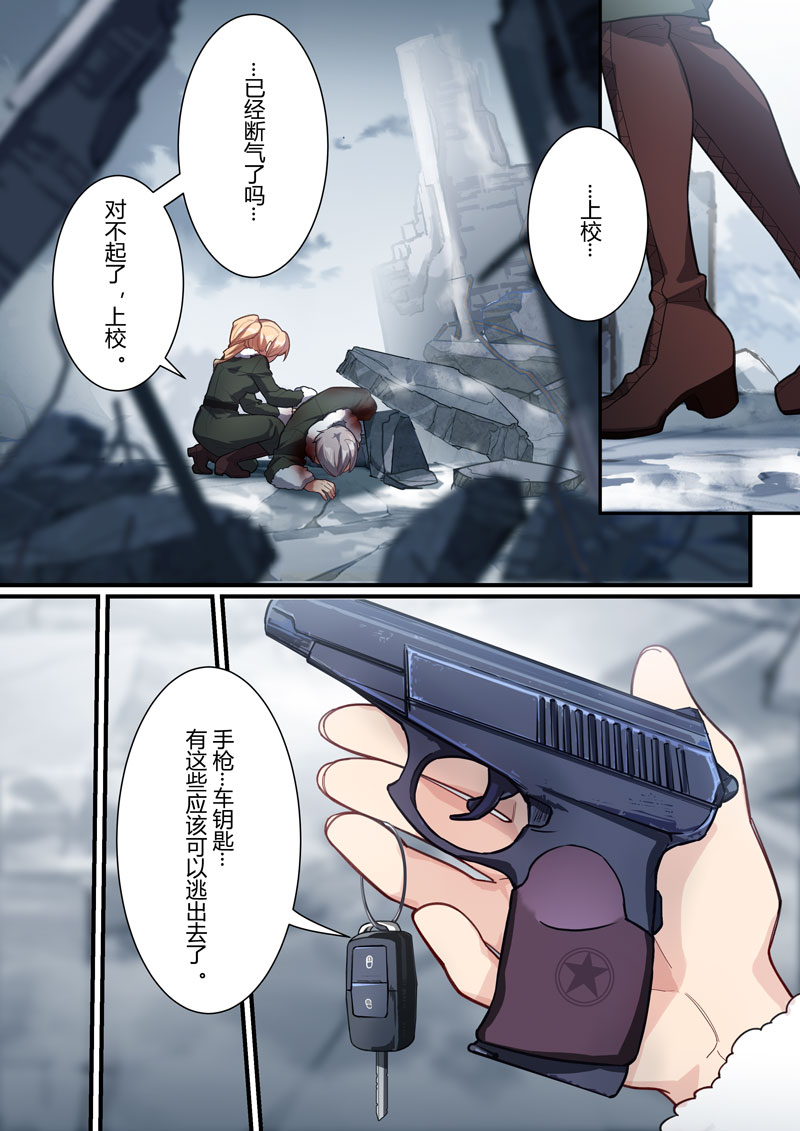 …上校…
…已经断气了吗…
对不起了，上校。
手枪…车钥匙…
有这些应该可以逃出去了。